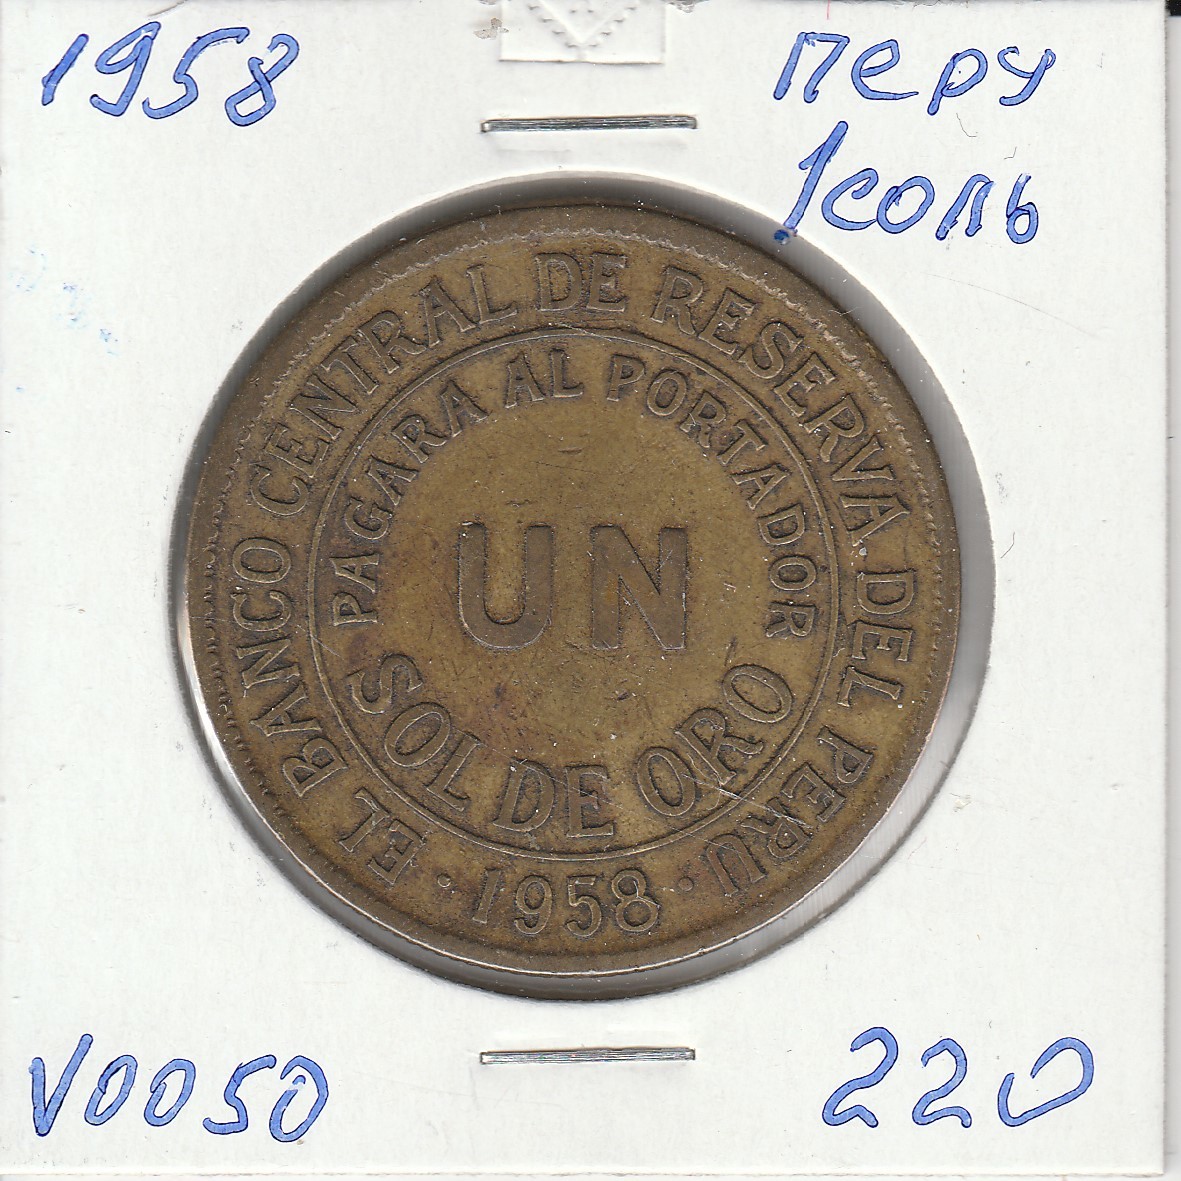 1958
перу
1соль
EL BANCO CENTRAL DE RESERVA DEL PERU
PAGARA AL PORTADOR
UN
SOL DE ORO
· 1958 ·
V0050
220